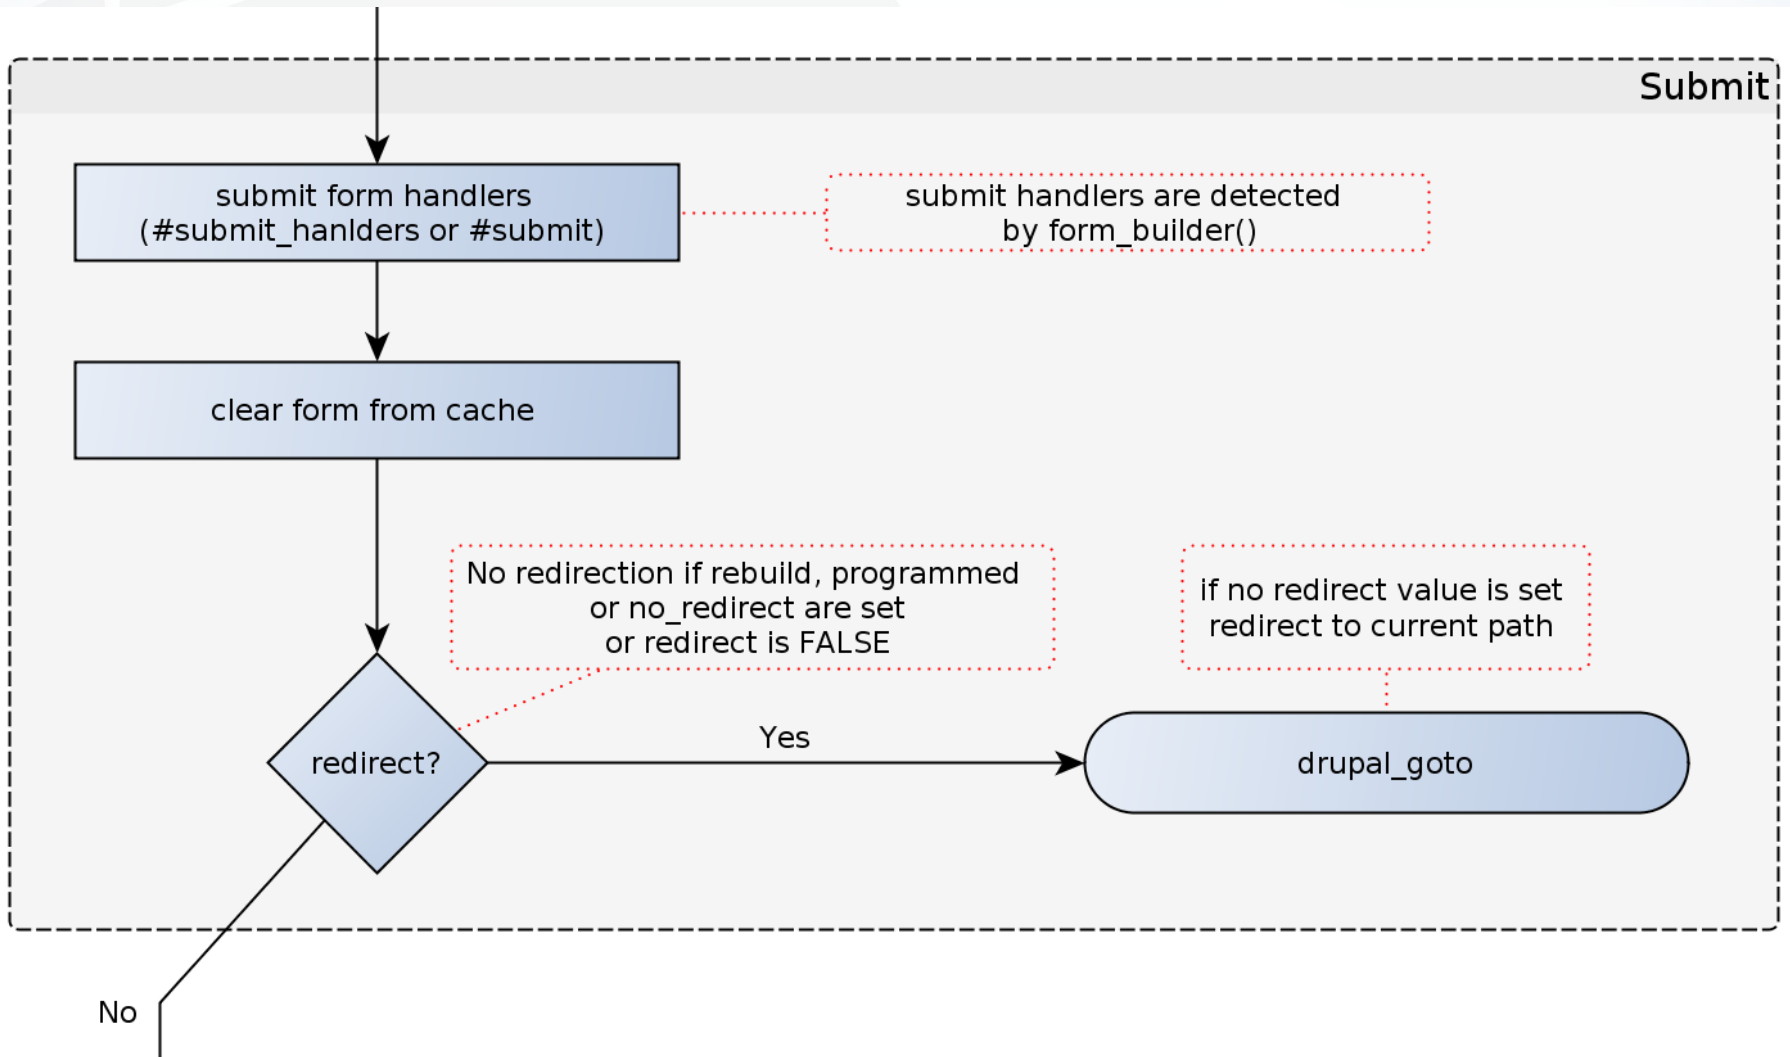 Submit
submit form handlers
(#submit_hanlders or #submit)
submit handlers are detected
by form_builder()
clear form from cache
No redirection if rebuild, programmed
or no_redirect are set
or redirect is FALSE
if no redirect value is set
redirect to current path
redirect?
Yes
drupal_goto
No